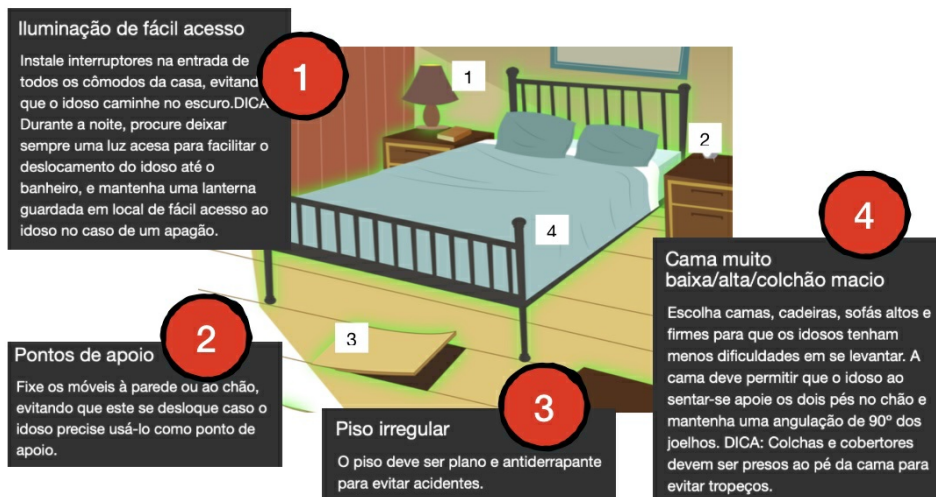 Iluminação de fácil acesso
1
Instale interruptores na entrada de
todos os cômodos da casa, evitand
que o idoso caminhe no escuro.DICA
Durante a noite, procure deixar
sempre uma luz acesa para facilitar o
deslocamento do idoso até o
banheiro, e mantenha uma lanterna
guardada em local de fácil acesso ao
idoso no caso de um apagão.
1
2
4
3
2
Pontos de apoio
Fixe os móveis à parede ou ao chão,
evitando que este se desloque caso o
idoso precise usá-lo como ponto de
apoio.
3
Piso irregular
O piso deve ser plano e antiderrapante
para evitar acidentes.
4
Cama muito
baixa/alta/colchão macio
Escolha camas, cadeiras, sofás altos e
firmes para que os idosos tenham
menos dificuldades em se levantar. A
cama deve permitir que o idoso ao
sentar-se apoie os dois pés no chão e
mantenha uma angulação de 90º dos
joelhos. DICA: Colchas e cobertores
devem ser presos ao pé da cama para
evitar tropeços.